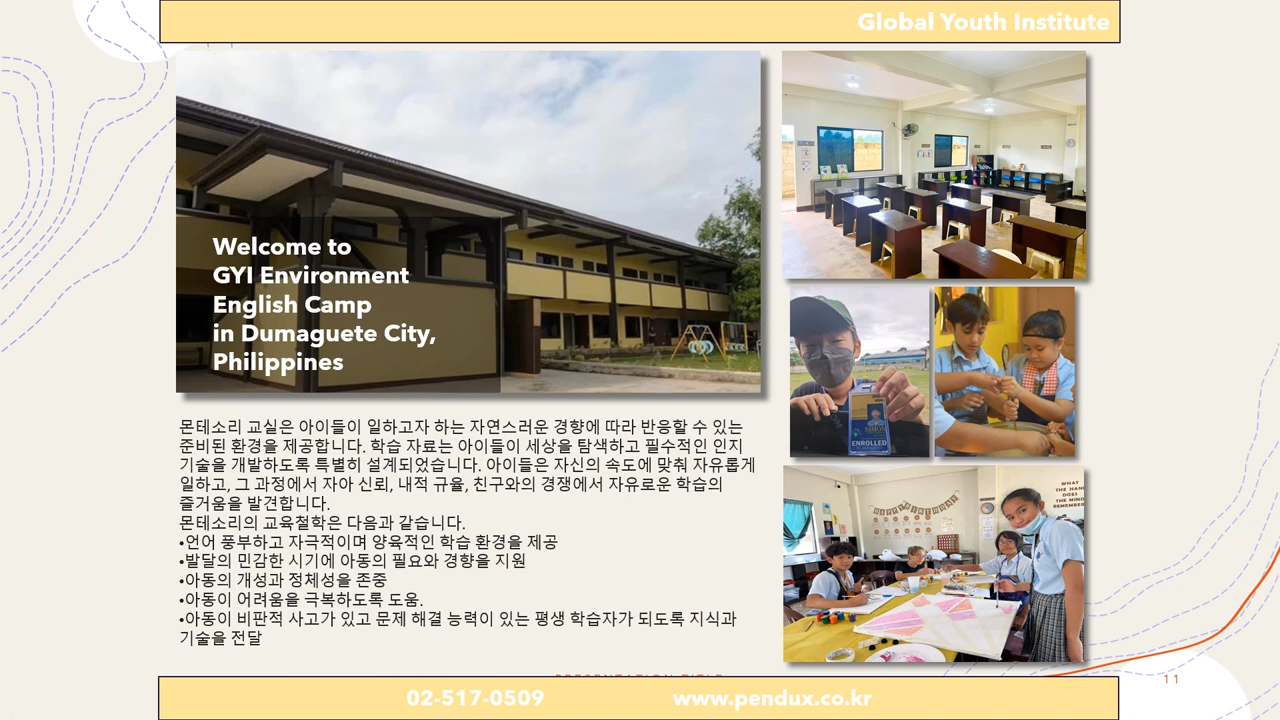 Global Youth Institute
Welcome to
GYI Environment
English Camp
in Dumaguete City,
Philippines
ENROLLED
HAPPY BIRTHDAY
WHAT
THE HAND
DOES
THE MIND
REMEMBERS
몬테소리 교실은 아이들이 일하고자 하는 자연스러운 경향에 따라 반응할 수 있는
준비된 환경을 제공합니다. 학습 자료는 아이들이 세상을 탐색하고 필수적인 인지
기술을 개발하도록 특별히 설계되었습니다. 아이들은 자신의 속도에 맞춰 자유롭게
일하고, 그 과정에서 자아 신뢰, 내적 규율, 친구와의 경쟁에서 자유로운 학습의
즐거움을 발견합니다.
몬테소리의 교육철학은 다음과 같습니다.
•언어 풍부하고 자극적이며 양육적인 학습 환경을 제공
•발달의 민감한 시기에 아동의 필요와 경향을 지원
•아동의 개성과 정체성을 존중
•아동이 어려움을 극복하도록 도움.
•아동이 비판적 사고가 있고 문제 해결 능력이 있는 평생 학습자가 되도록 지식과
기술을 전달
11
02-517-0509 www.pendux.co.kr